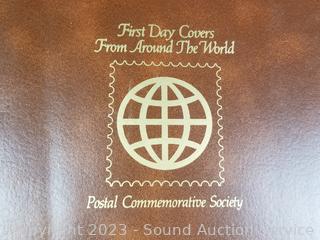 First Day Covers
From Around The World
Postal Commemorative Society
Copyright 2023 - Sound Auction Service